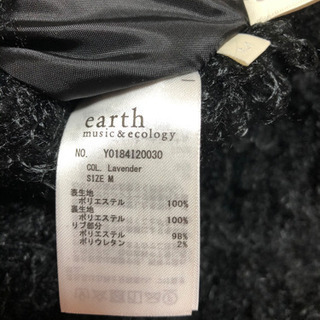 earth
music & ecology
NO. Y0184I20030
COL. Lavender
SIZE M
表生地
ポリエステル 100%
裏生地
ポリエステル 100%
リブ部分
ポリエステル 98%
ポリウレタン 2%